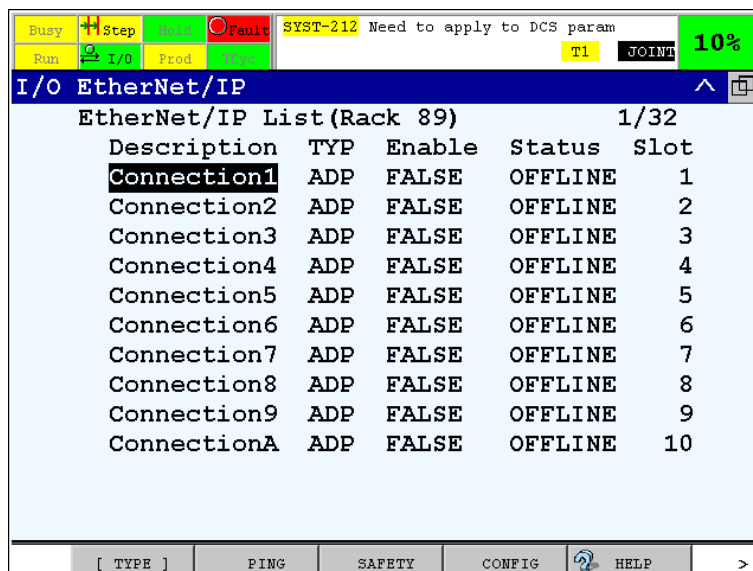 Busy Step Hold Fault SYST-212 Need to apply to DCS param
Run I/O Prod TCyc T1 JOINT 10%
I/O EtherNet/IP
EtherNet/IP List(Rack 89) 1/32
Description TYP Enable Status Slot
Connection1 ADP FALSE OFFLINE 1
Connection2 ADP FALSE OFFLINE 2
Connection3 ADP FALSE OFFLINE 3
Connection4 ADP FALSE OFFLINE 4
Connection5 ADP FALSE OFFLINE 5
Connection6 ADP FALSE OFFLINE 6
Connection7 ADP FALSE OFFLINE 7
Connection8 ADP FALSE OFFLINE 8
Connection9 ADP FALSE OFFLINE 9
ConnectionA ADP FALSE OFFLINE 10
[ TYPE ] PING SAFETY CONFIG HELP >